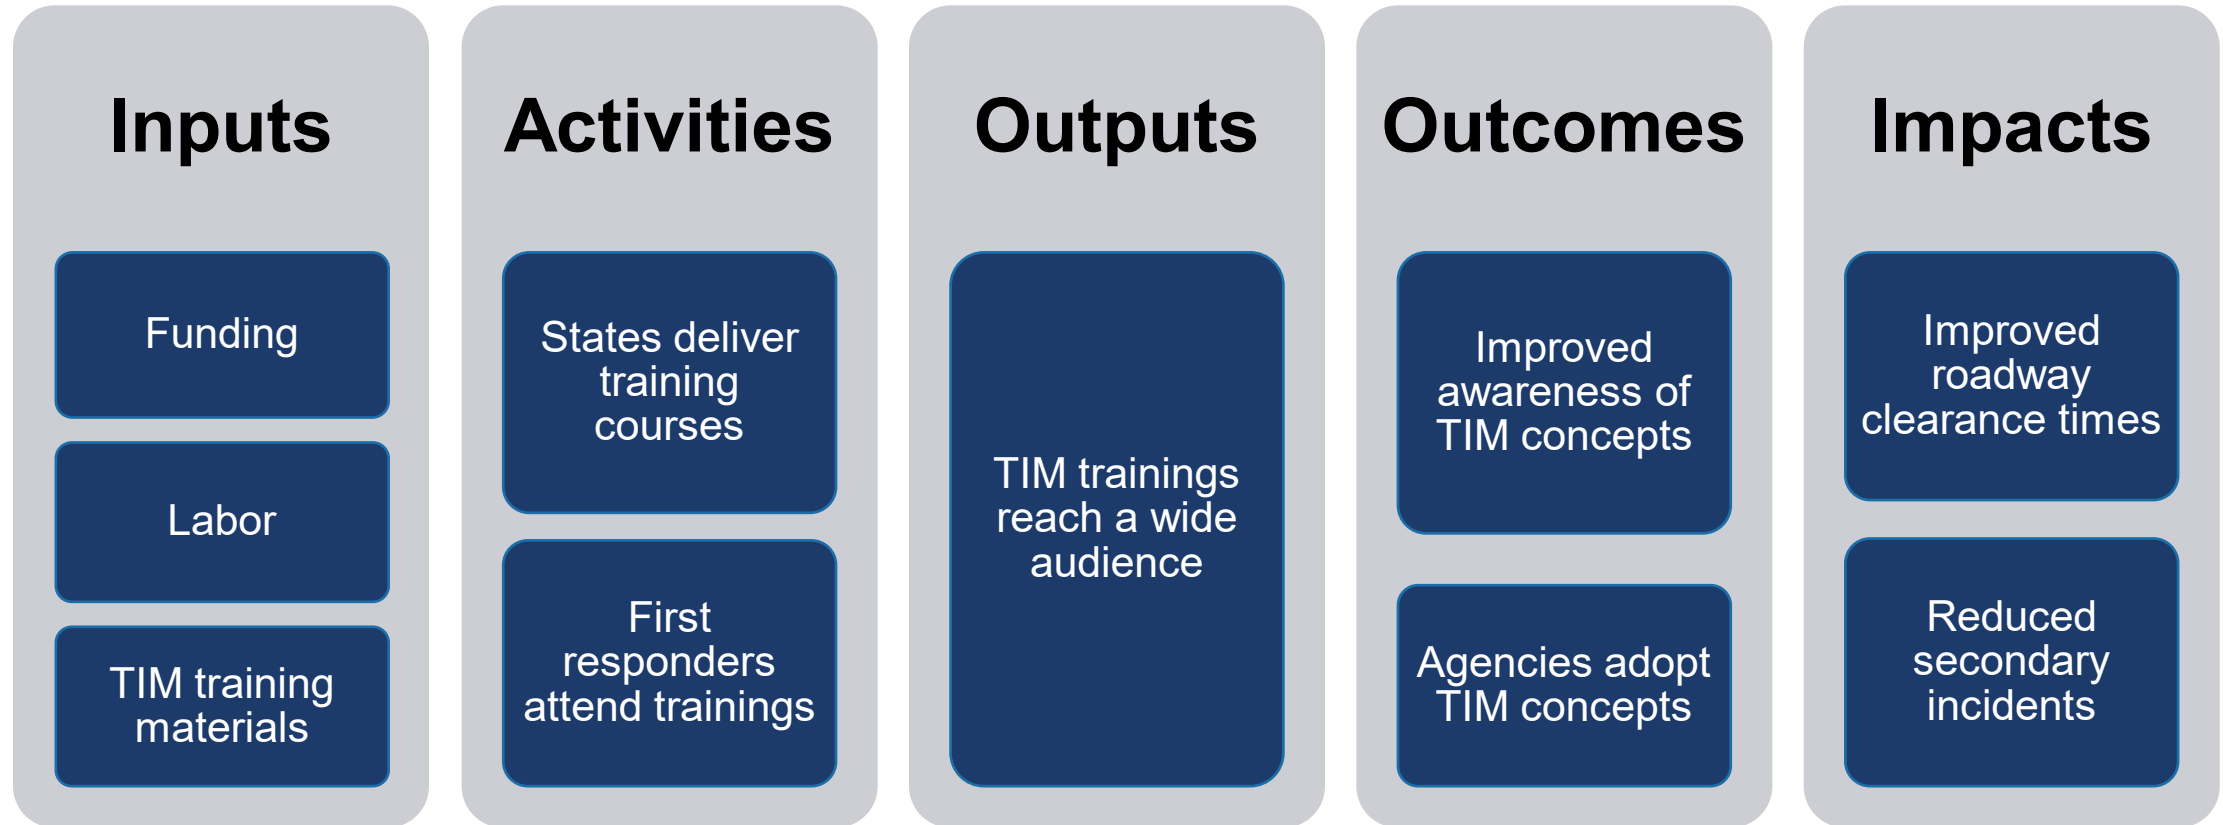 Inputs
Funding
Labor
TIM training
materials
Activities
States deliver
training
courses
First
responders
attend trainings
Outputs
TIM trainings
reach a wide
audience
Outcomes
Improved
awareness of
TIM concepts
Agencies adopt
TIM concepts
Impacts
Improved
roadway
clearance times
Reduced
secondary
incidents